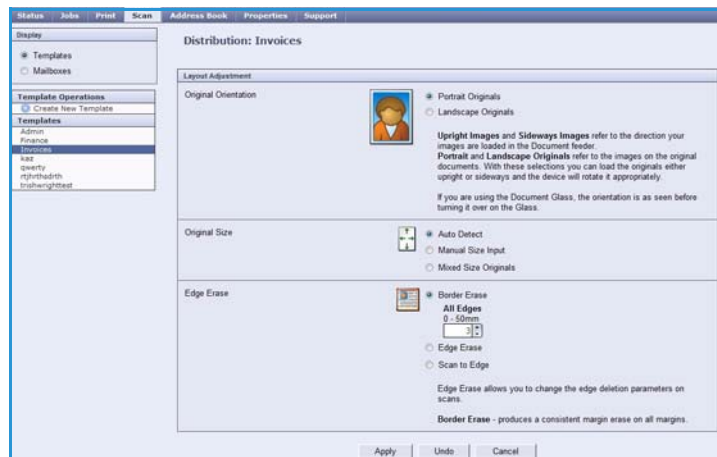 Status Jobs Print Scan Address Book Properties Support
Display
Templates
Mailboxes
Template Operations
Create New Template
Templates
Admin
Finance
Invoices
kaz
qwerty
rtjhrthsdrth
trishwrighttest
Distribution: Invoices
Layout Adjustment
Original Orientation
Portrait Originals
Landscape Originals
Upright Images and Sideways Images refer to the direction your
images are loaded in the Document feeder.
Portrait and Landscape Originals refer to the images on the original
documents. With these selections you can load the originals either
upright or sideways and the device will rotate it appropriately.
If you are using the Document Glass, the orientation is as seen before
turning it over on the Glass.
Original Size
Auto Detect
Manual Size Input
Mixed Size Originals
Edge Erase
Border Erase
All Edges
0 - 50mm
3
Edge Erase
Scan to Edge
Edge Erase allows you to change the edge deletion parameters on
scans.
Border Erase - produces a consistent margin erase on all margins.
Apply Undo Cancel